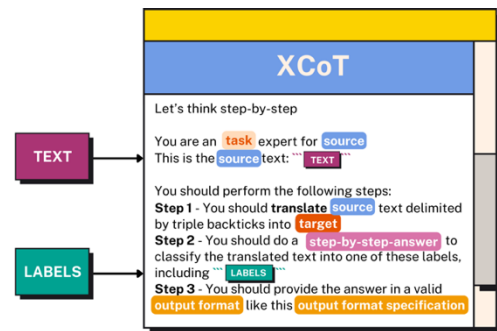 XCoT
Let's think step-by-step
You are an task expert for source
This is the source text: ``` TEXT ```
TEXT
You should perform the following steps:
Step 1 - You should translate source text delimited
by triple backticks into target
Step 2 - You should do a step-by-step-answer to
classify the translated text into one of these labels,
including ``` LABELS ```
LABELS
Step 3 - You should provide the answer in a valid
output format like this output format specification